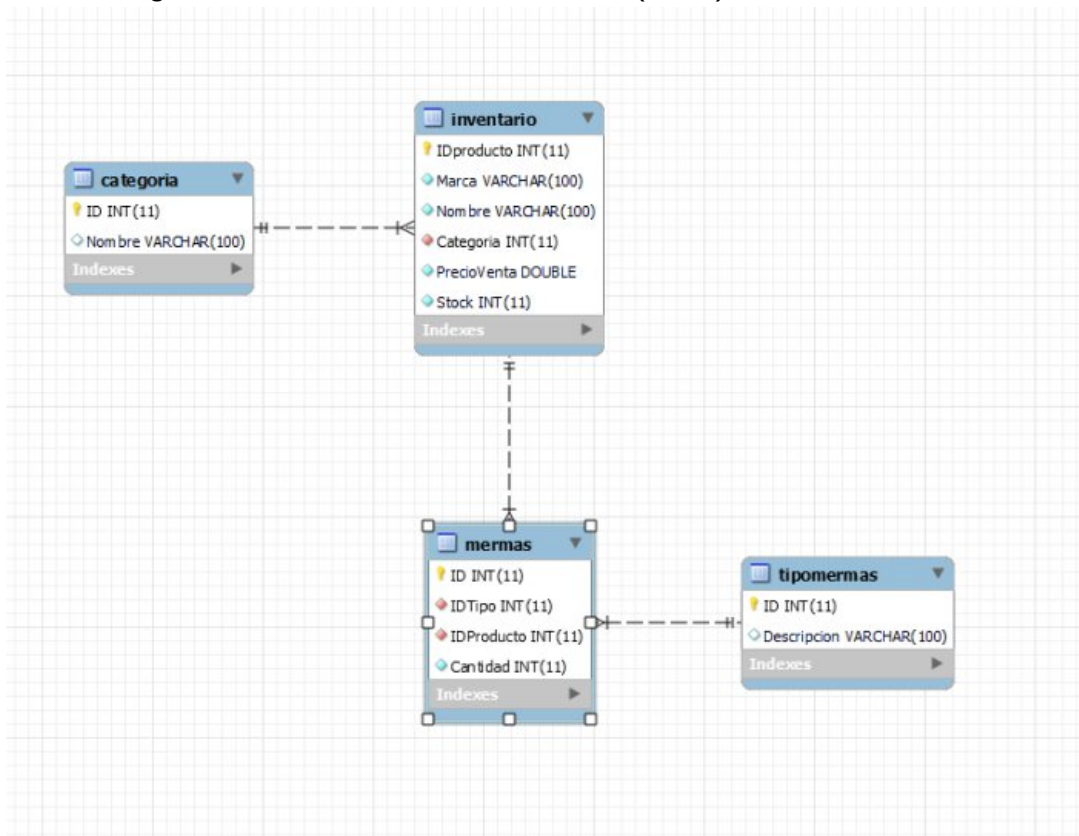 categoria
ID INT(11)
Nombre VARCHAR(100)
Indexes
inventario
IDproducto INT(11)
Marca VARCHAR(100)
Nombre VARCHAR(100)
Categoria INT(11)
PrecioVenta DOUBLE
Stock INT(11)
Indexes
mermas
ID INT(11)
IDTipo INT(11)
IDProducto INT(11)
Cantidad INT(11)
Indexes
tipomermas
ID INT(11)
Descripcion VARCHAR(100)
Indexes